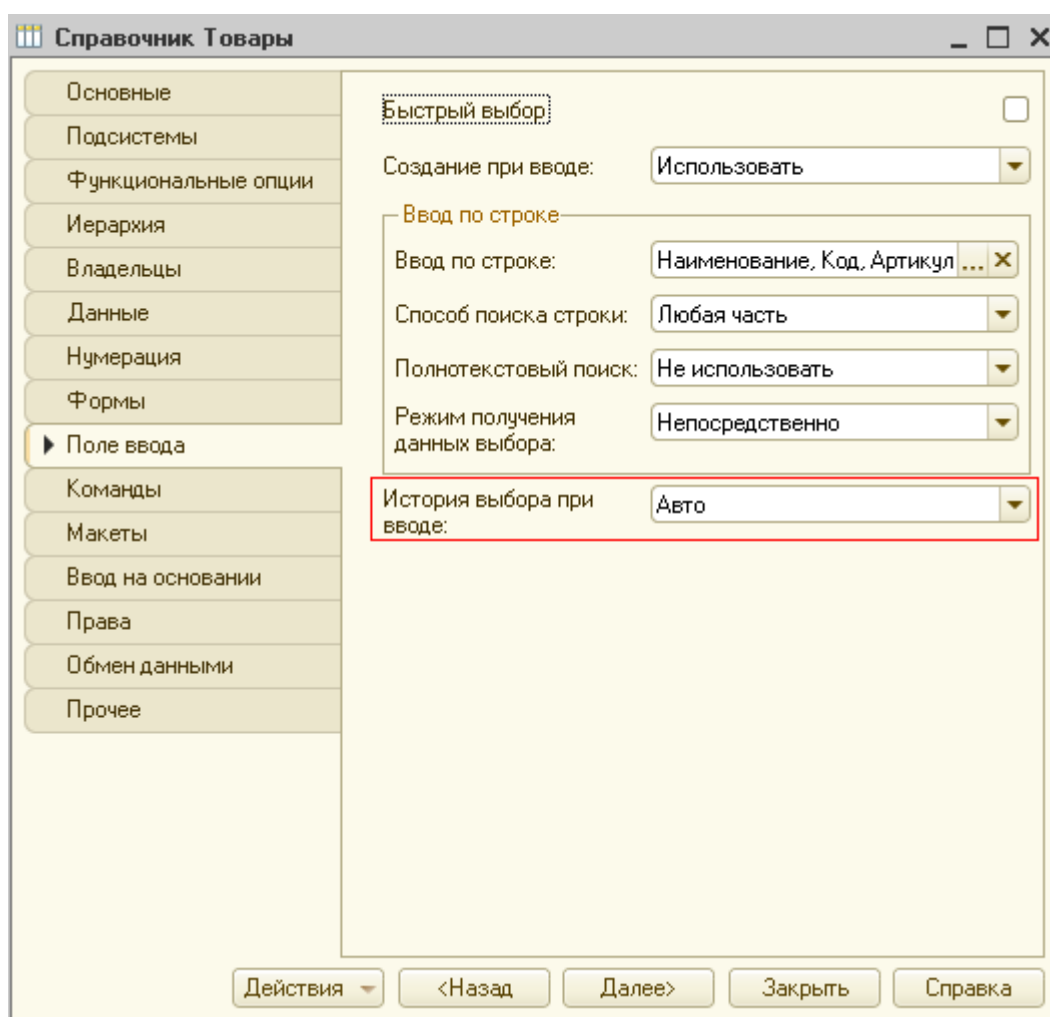 Справочник Товары
Основные
Подсистемы
Функциональные опции
Иерархия
Владельцы
Данные
Нумерация
Формы
Поле ввода
Команды
Макеты
Ввод на основании
Права
Обмен данными
Прочее
Быстрый выбор
Создание при вводе: Использовать
Ввод по строке
Ввод по строке: Наименование, Код, Артикул ...
Способ поиска строки: Любая часть
Полнотекстовый поиск: Не использовать
Режим получения
данных выбора: Непосредственно
История выбора при
вводе: Авто
Действия <Назад Далее> Закрыть Справка